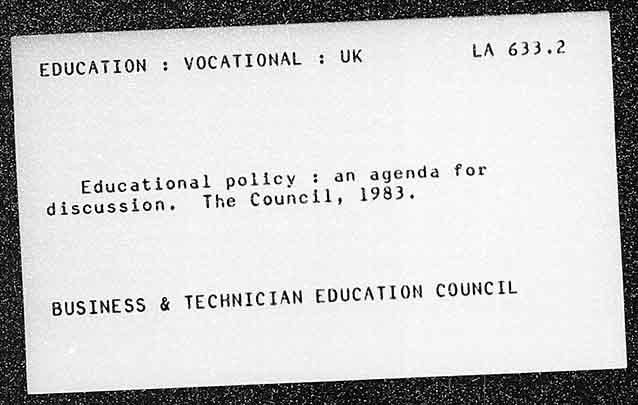 EDUCATION : VOCATIONAL : UK LA 633.2
Educational policy : an agenda for
discussion. The Council, 1983.
BUSINESS & TECHNICIAN EDUCATION COUNCIL